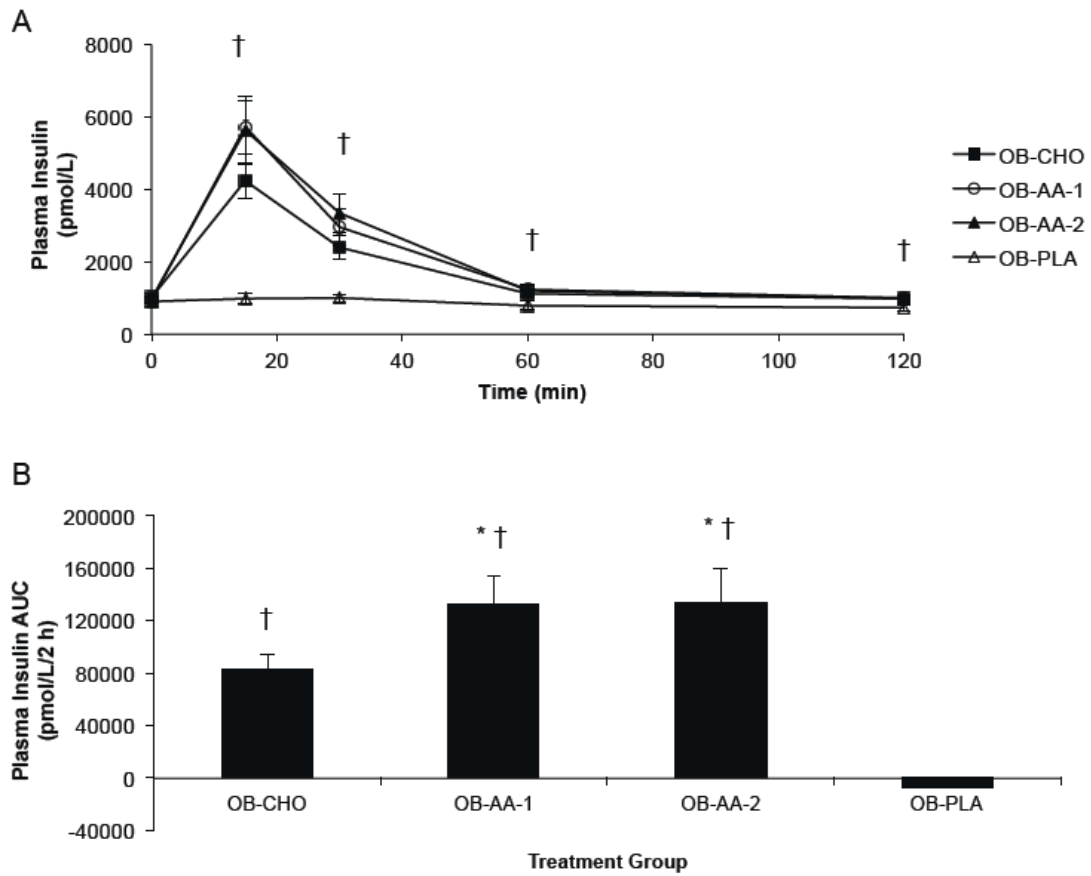 A
8000
6000
4000
2000
0
Plasma Insulin
(pmol/L)
†
†
†
†
0
20
40
60
80
100
120
Time (min)
OB-CHO
OB-AA-1
OB-AA-2
OB-PLA
B
200000
160000
120000
80000
40000
0
-40000
Plasma Insulin AUC
(pmol/L/2 h)
†
* †
* †
OB-CHO
OB-AA-1
OB-AA-2
OB-PLA
Treatment Group